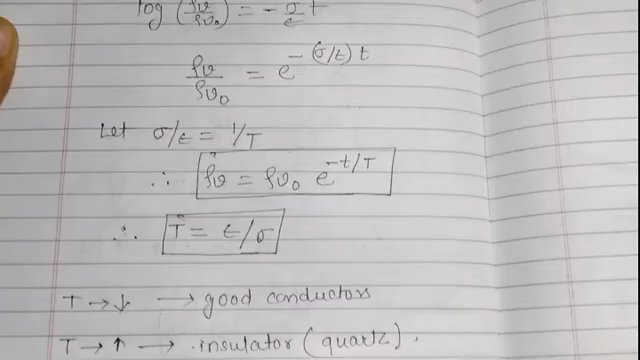 log (ρv/ρv₀) = - σ/ε t
ρv/ρv₀ = e^-(σ/ε) t
Let σ/ε = 1/T
∴ ρv = ρv₀ e^-t/T
∴ T = ε/σ
T → ↓ → good conductors
T → ↑ → insulator (quartz).